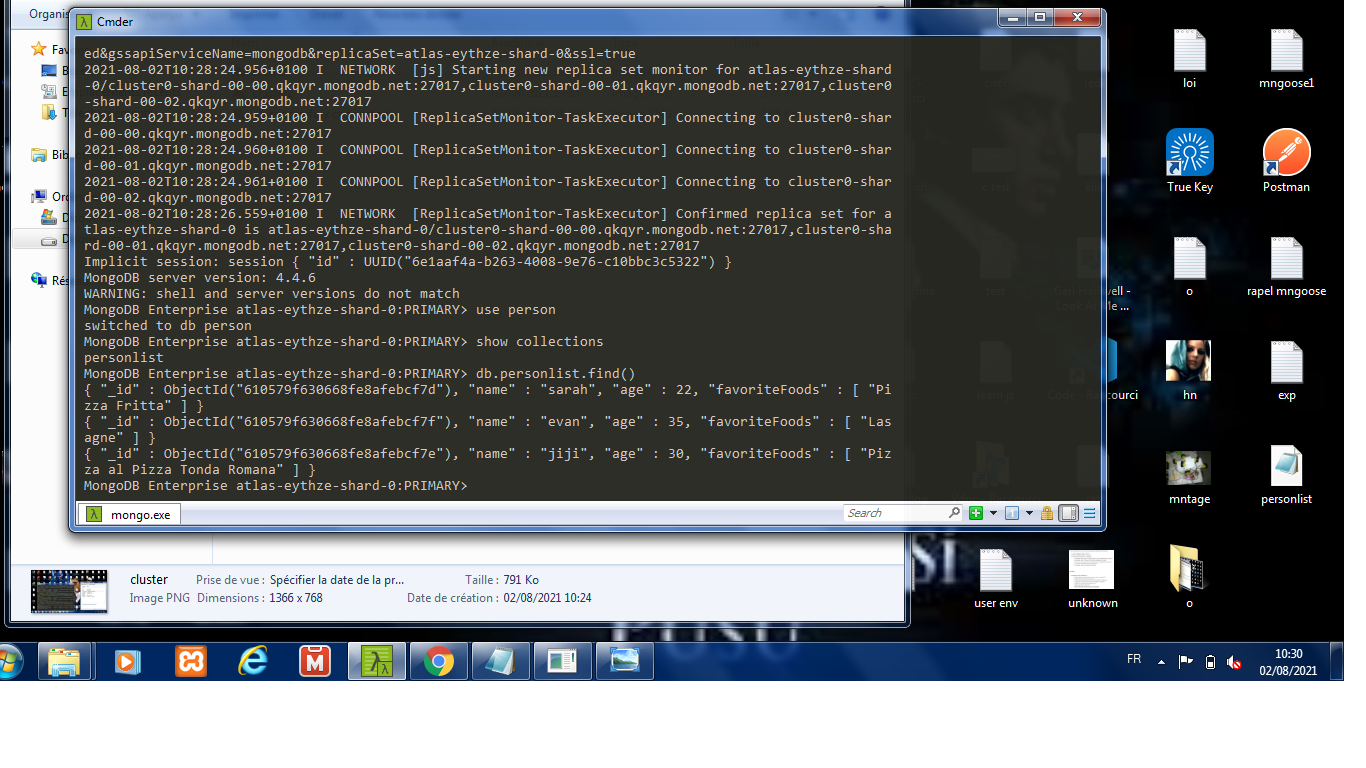 Organis
Cmder
ed&gssapiServiceName=mongodb&replicaSet=atlas-eythze-shard-0&ssl=true
2021-08-02T10:28:24.956+0100 I  NETWORK  [js] Starting new replica set monitor for atlas-eythze-shard
-0/cluster0-shard-00-00.qkqyr.mongodb.net:27017,cluster0-shard-00-01.qkqyr.mongodb.net:27017,cluster0
-shard-00-02.qkqyr.mongodb.net:27017
2021-08-02T10:28:24.959+0100 I  CONNPOOL [ReplicaSetMonitor-TaskExecutor] Connecting to cluster0-shar
d-00-00.qkqyr.mongodb.net:27017
2021-08-02T10:28:24.960+0100 I  CONNPOOL [ReplicaSetMonitor-TaskExecutor] Connecting to cluster0-shar
d-00-01.qkqyr.mongodb.net:27017
2021-08-02T10:28:24.961+0100 I  CONNPOOL [ReplicaSetMonitor-TaskExecutor] Connecting to cluster0-shar
d-00-02.qkqyr.mongodb.net:27017
2021-08-02T10:28:26.559+0100 I  NETWORK  [ReplicaSetMonitor-TaskExecutor] Confirmed replica set for a
tlas-eythze-shard-0 is atlas-eythze-shard-0/cluster0-shard-00-00.qkqyr.mongodb.net:27017,cluster0-sha
rd-00-01.qkqyr.mongodb.net:27017,cluster0-shard-00-02.qkqyr.mongodb.net:27017
Implicit session: session { "id" : UUID("6e1aaf4a-b263-4008-9e76-c10bbc3c5322") }
MongoDB server version: 4.4.6
WARNING: shell and server versions do not match
MongoDB Enterprise atlas-eythze-shard-0:PRIMARY> use person
switched to db person
MongoDB Enterprise atlas-eythze-shard-0:PRIMARY> show collections
personlist
MongoDB Enterprise atlas-eythze-shard-0:PRIMARY> db.personlist.find()
{ "_id" : ObjectId("610579f630668fe8afebcf7d"), "name" : "sarah", "age" : 22, "favoriteFoods" : [ "Pi
zza Fritta" ] }
{ "_id" : ObjectId("610579f630668fe8afebcf7f"), "name" : "evan", "age" : 35, "favoriteFoods" : [ "Las
agne" ] }
{ "_id" : ObjectId("610579f630668fe8afebcf7e"), "name" : "jiji", "age" : 30, "favoriteFoods" : [ "Piz
za al Pizza Tonda Romana" ] }
MongoDB Enterprise atlas-eythze-shard-0:PRIMARY>
mongo.exe
Search
Fav
Bib
Ord
Rés
cluster Prise de vue : Spécifier la date de la pr... Taille : 791 Ko
Image PNG Dimensions : 1366 x 768 Date de création : 02/08/2021 10:24
loi
mngoose1
True Key
Postman
o
rapel mngoose
hn
exp
mntage
personlist
user env
unknown
o
FR
10:30
02/08/2021